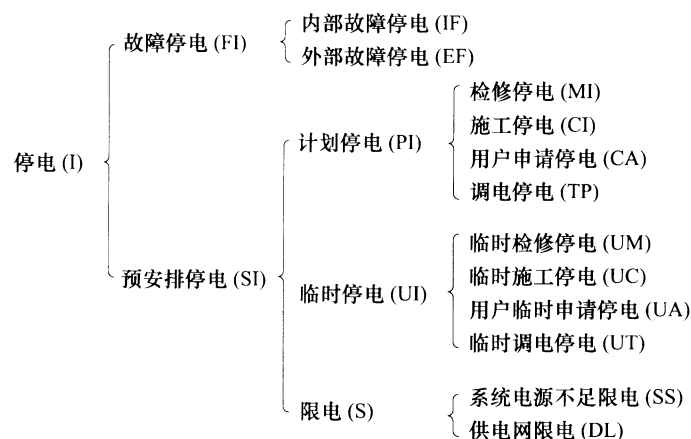 停电 (I)
故障停电 (FI)
内部故障停电 (IF)
外部故障停电 (EF)
预安排停电 (SI)
计划停电 (PI)
检修停电 (MI)
施工停电 (CI)
用户申请停电 (CA)
调电停电 (TP)
临时停电 (UI)
临时检修停电 (UM)
临时施工停电 (UC)
用户临时申请停电 (UA)
临时调电停电 (UT)
限电 (S)
系统电源不足限电 (SS)
供电网限电 (DL)